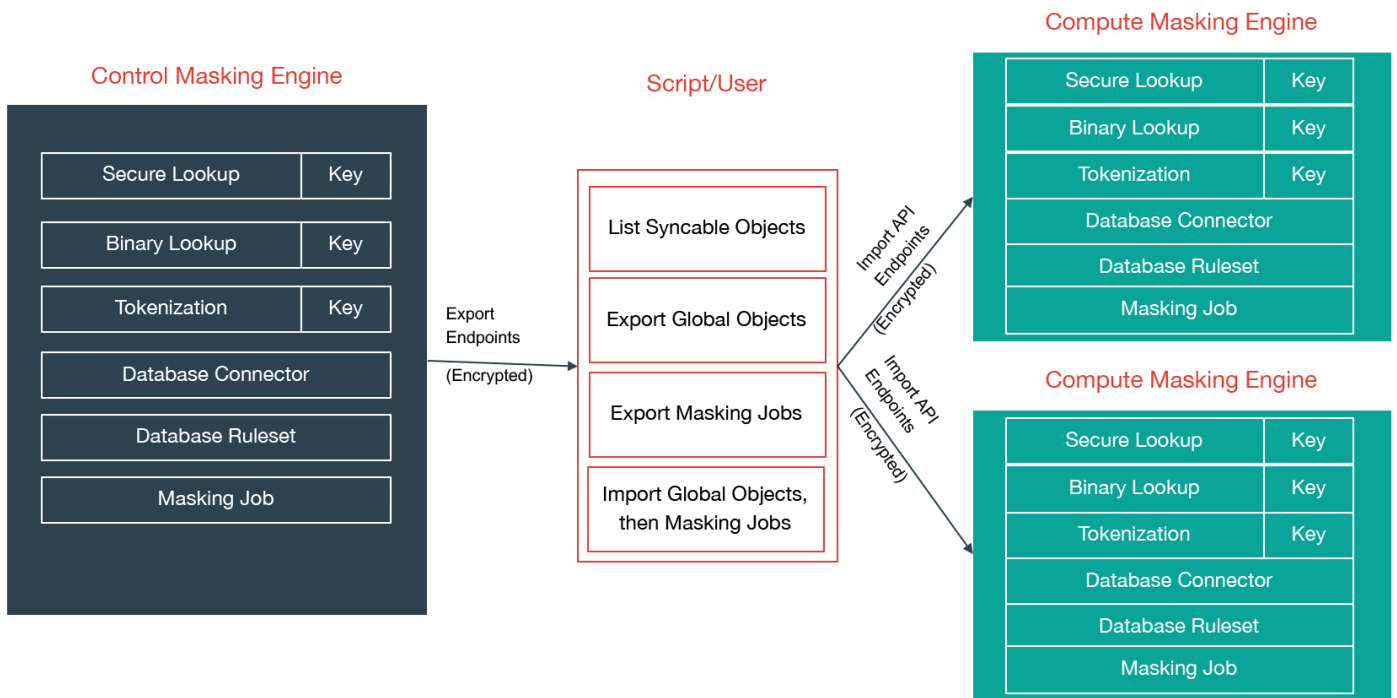 Control Masking Engine
Secure Lookup Key
Binary Lookup Key
Tokenization Key
Database Connector
Database Ruleset
Masking Job
Export
Endpoints
(Encrypted)
Script/User
List Syncable Objects
Export Global Objects
Export Masking Jobs
Import Global Objects,
then Masking Jobs
Import API
Endpoints
(Encrypted)
Import API
Endpoints
(Encrypted)
Compute Masking Engine
Secure Lookup Key
Binary Lookup Key
Tokenization Key
Database Connector
Database Ruleset
Masking Job
Compute Masking Engine
Secure Lookup Key
Binary Lookup Key
Tokenization Key
Database Connector
Database Ruleset
Masking Job